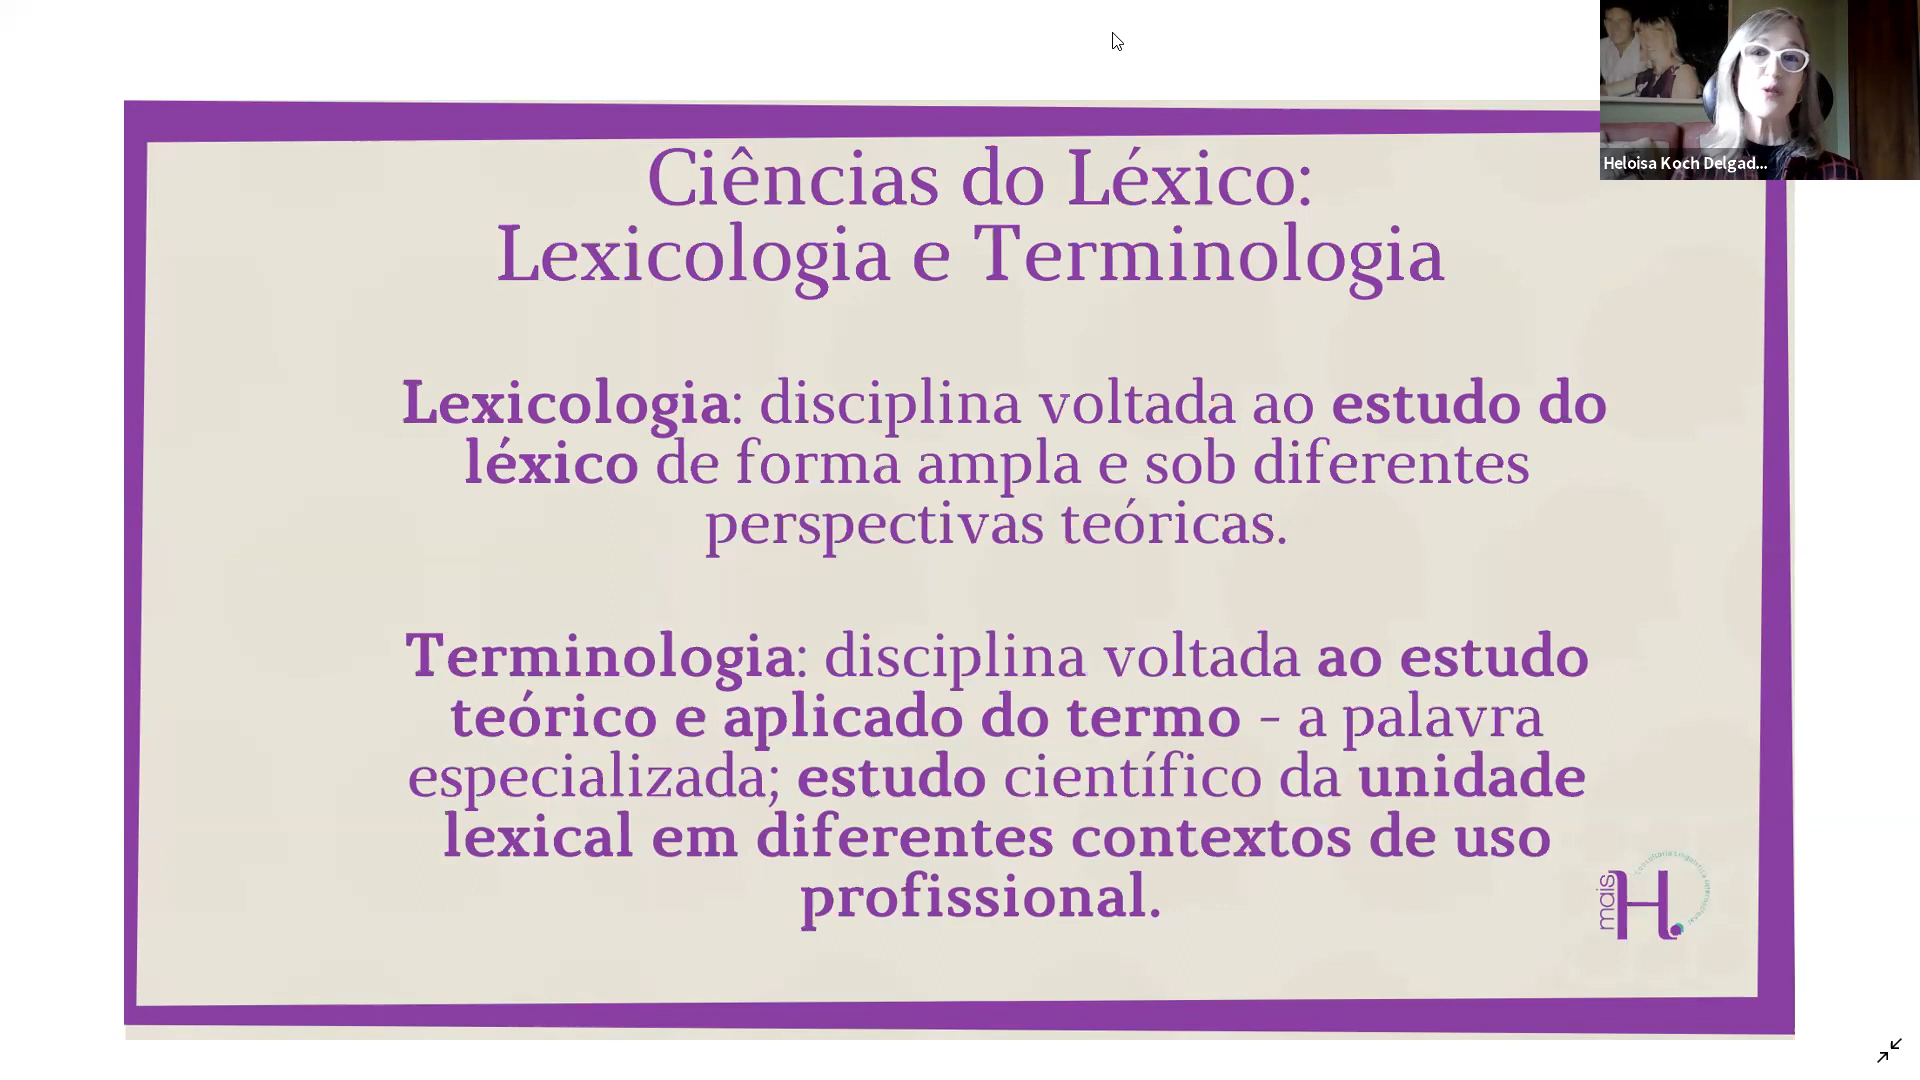 Heloisa Koch Delgad...
Ciências do Léxico:
Lexicologia e Terminologia
Lexicologia: disciplina voltada ao estudo do
léxico de forma ampla e sob diferentes
perspectivas teóricas.
Terminologia: disciplina voltada ao estudo
teórico e aplicado do termo - a palavra
especializada; estudo científico da unidade
lexical em diferentes contextos de uso
profissional.
mais
H.